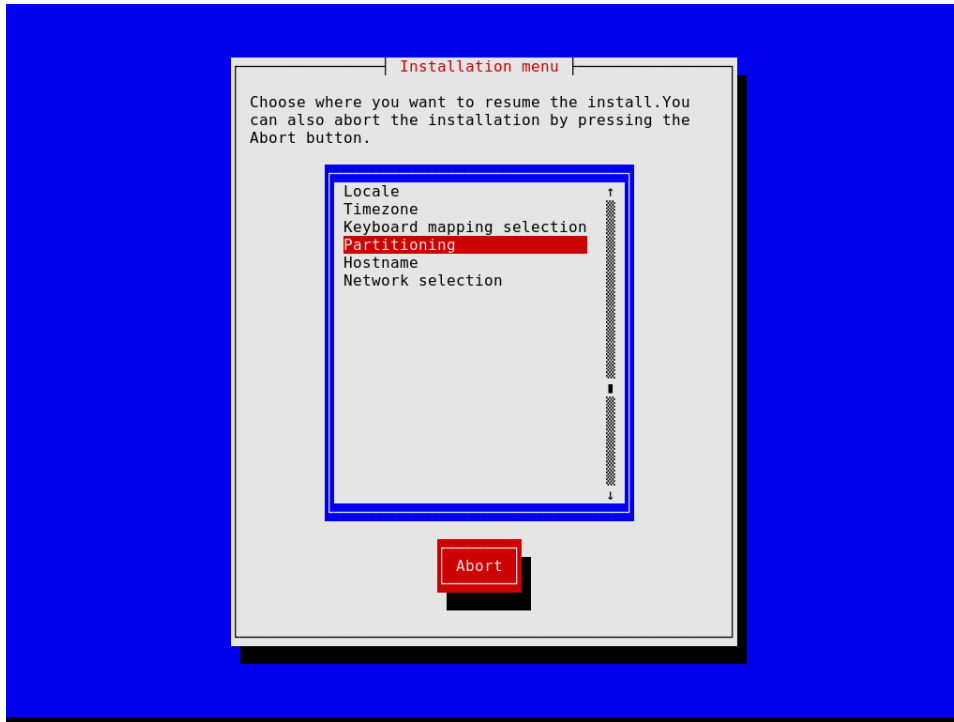 Installation menu
Choose where you want to resume the install.You
can also abort the installation by pressing the
Abort button.
Locale
Timezone
Keyboard mapping selection
Partitioning
Hostname
Network selection
Abort